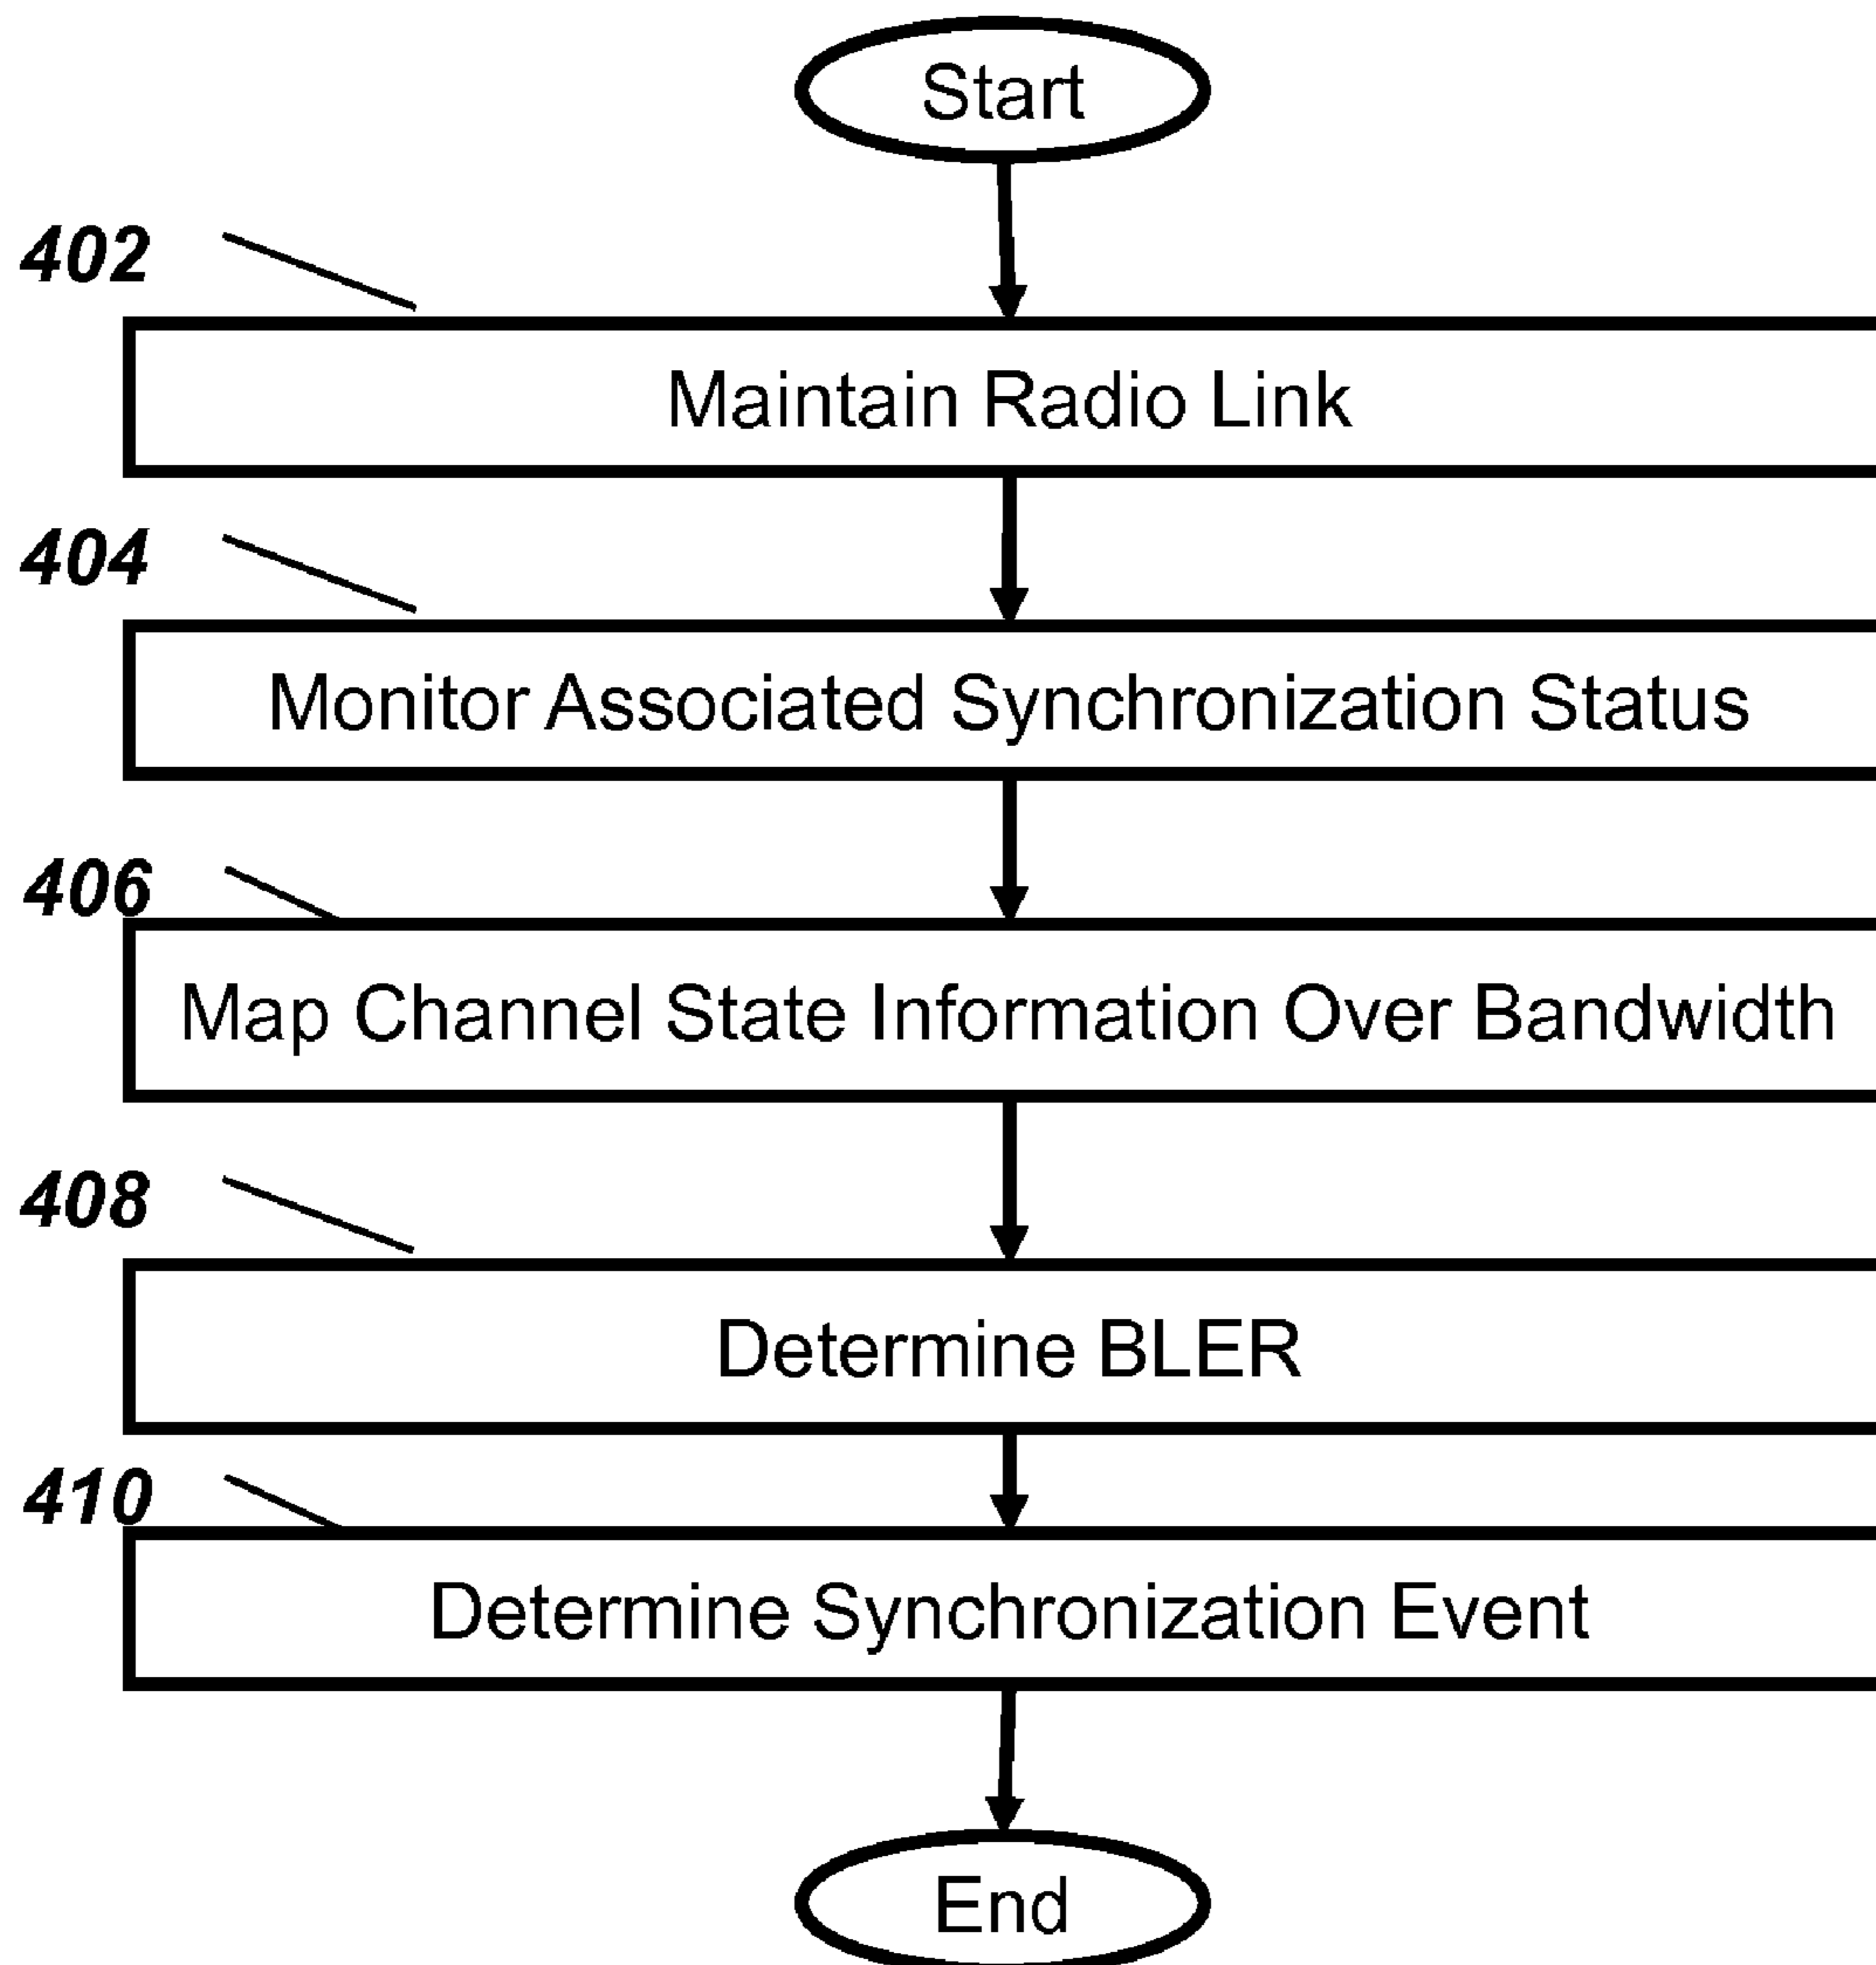 Start
402
Maintain Radio Link
404
Monitor Associated Synchronization Status
406
Map Channel State Information Over Bandwidth
408
Determine BLER
410
Determine Synchronization Event
End